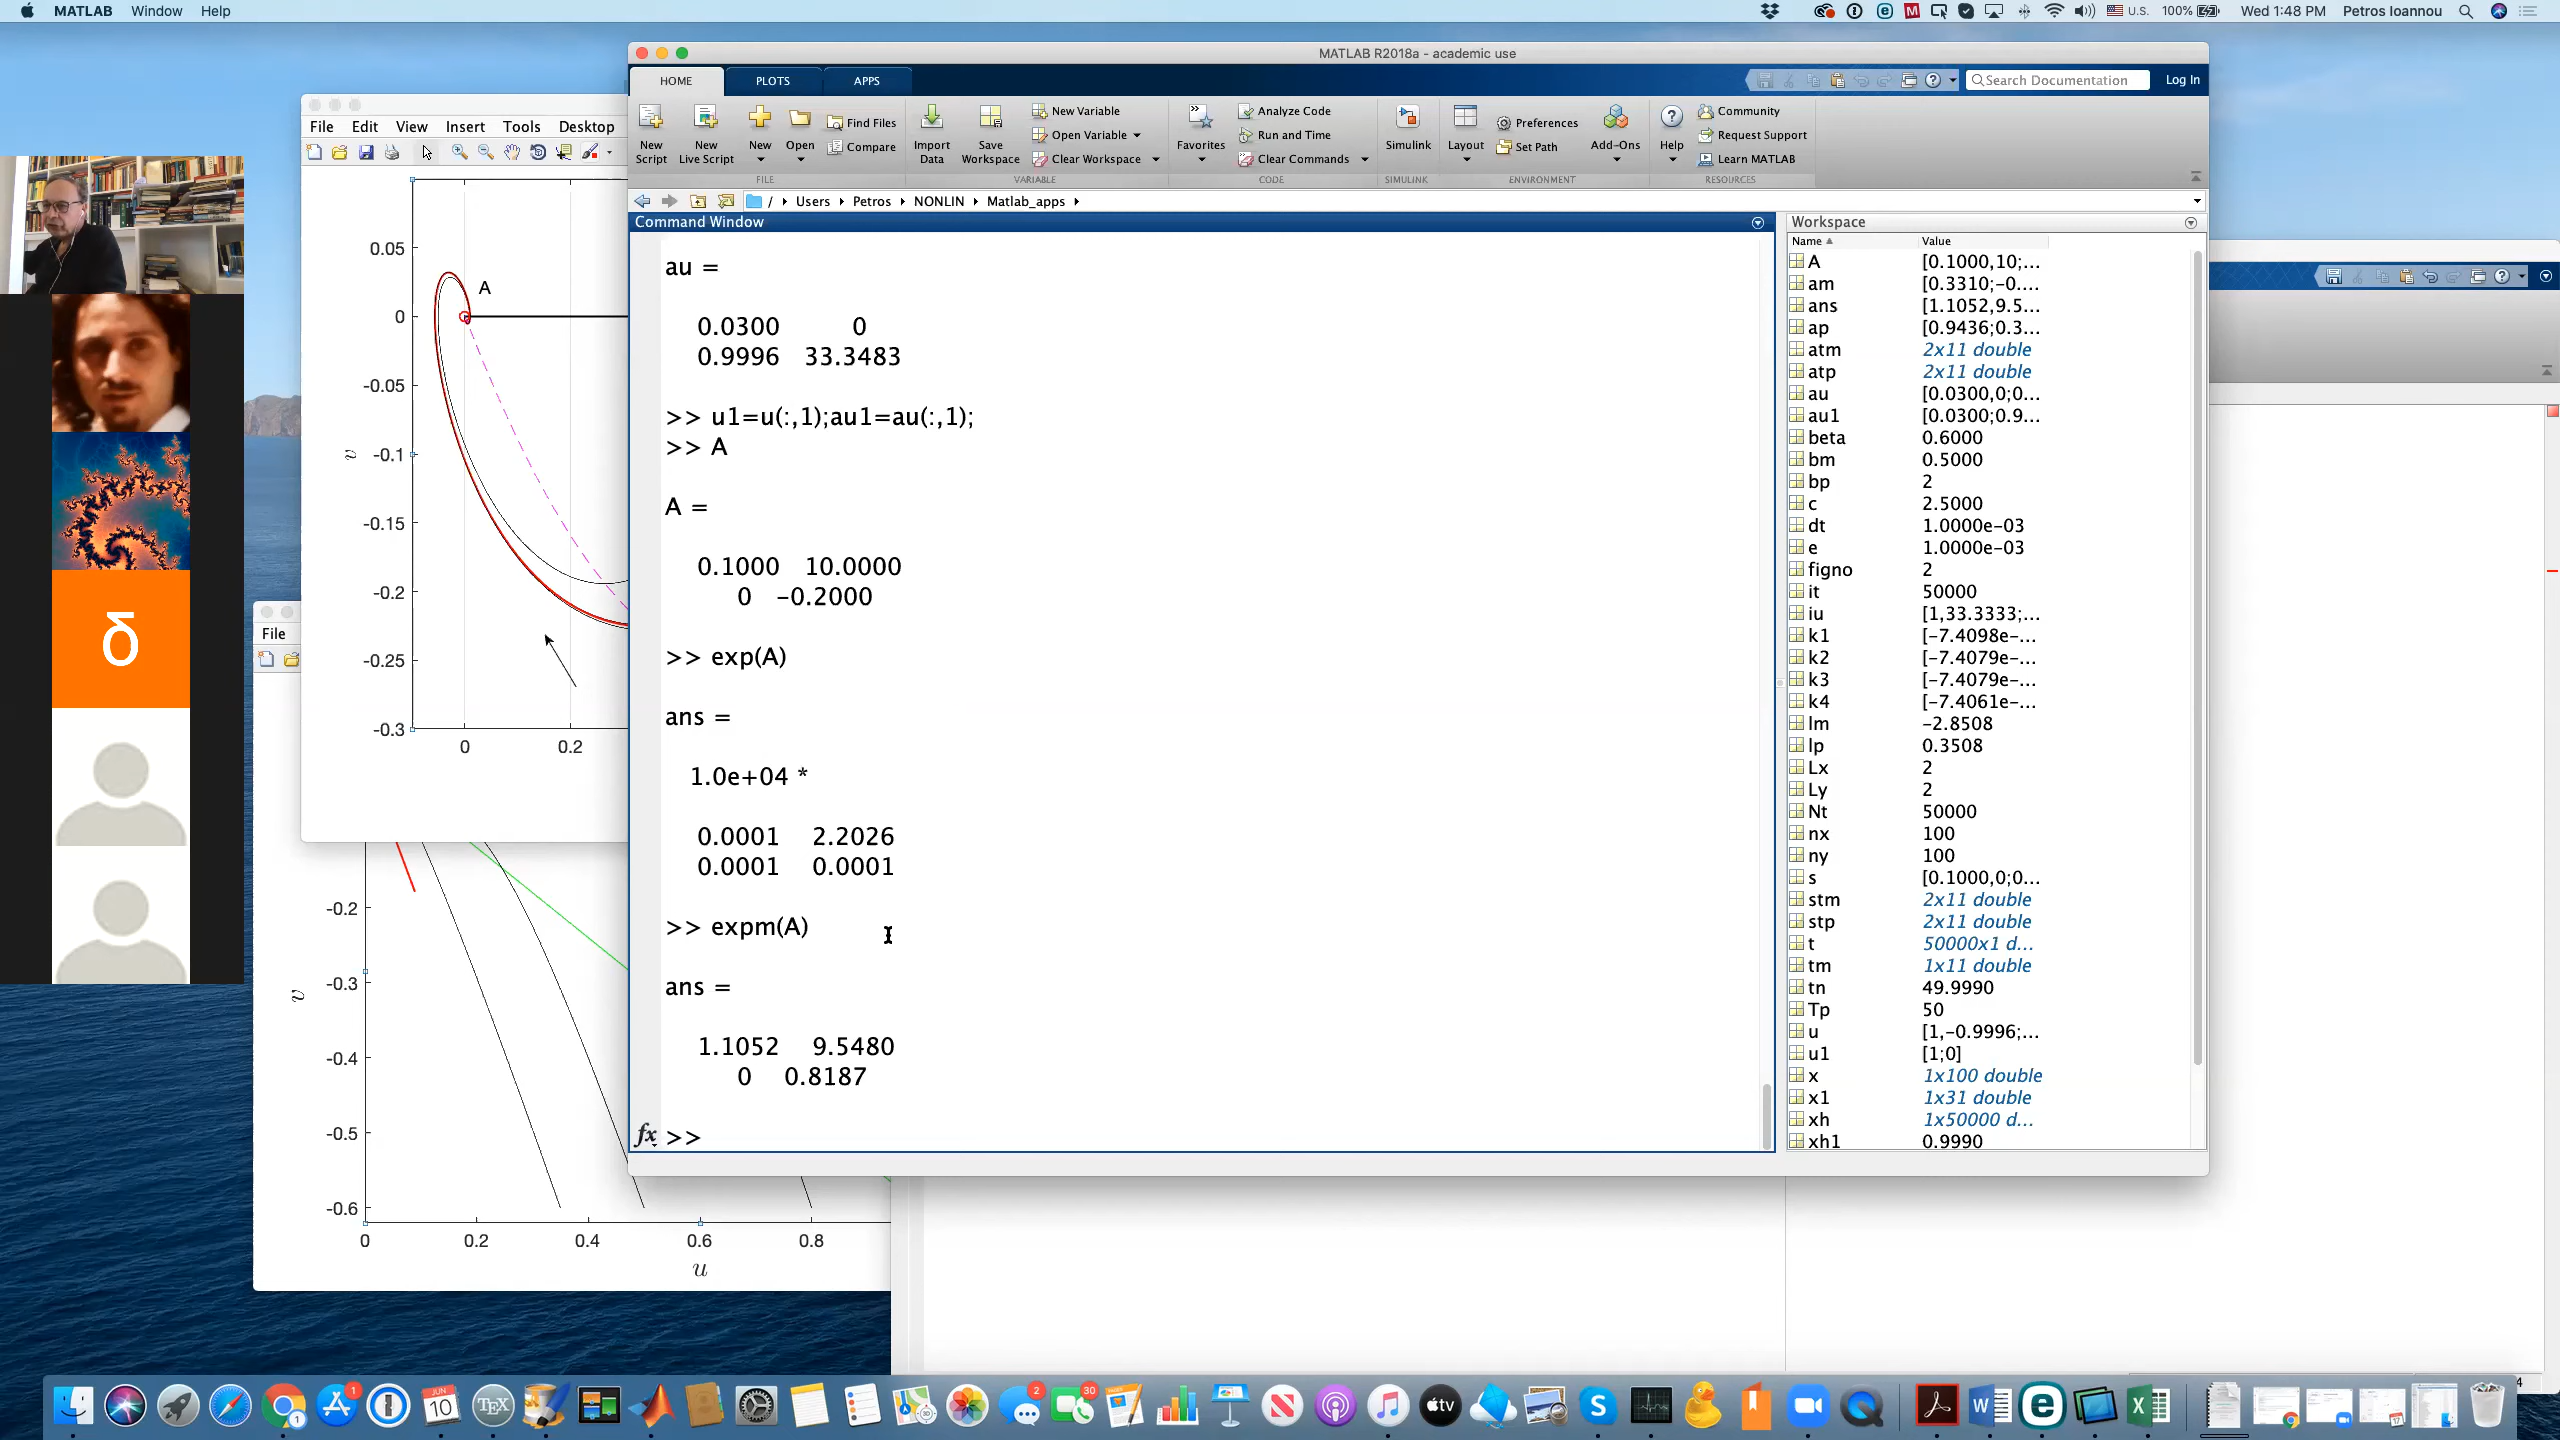 MATLAB Window Help
U.S. 100% Wed 1:48 PM Petros Ioannou
MATLAB R2018a - academic use
HOME PLOTS APPS
Search Documentation Log In
New Script
New Live Script
New
Open
Find Files
Compare
Import Data
Save Workspace
New Variable
Open Variable
Clear Workspace
Favorites
Analyze Code
Run and Time
Clear Commands
Simulink
Layout
Preferences
Set Path
Add-Ons
Help
Community
Request Support
Learn MATLAB
FILE VARIABLE CODE SIMULINK ENVIRONMENT RESOURCES
/ Users Petros NONLIN Matlab_apps
Command Window
au =
0.0300 0
0.9996 33.3483
>> u1=u(:,1);au1=au(:,1);
>> A
A =
0.1000 10.0000
0 -0.2000
>> exp(A)
ans =
1.0e+04 *
0.0001 2.2026
0.0001 0.0001
>> expm(A)
ans =
1.1052 9.5480
0 0.8187
fx >>
Workspace
Name Value
A [0.1000,10;...
am [0.3310;-0....
ans [1.1052,9.5...
ap [0.9436;0.3...
atm 2x11 double
atp 2x11 double
au [0.0300,0;0...
au1 [0.0300;0.9...
beta 0.6000
bm 0.5000
bp 2
c 2.5000
dt 1.0000e-03
e 1.0000e-03
figno 2
it 50000
iu [1,33.3333;...
k1 [-7.4098e-...
k2 [-7.4079e-...
k3 [-7.4079e-...
k4 [-7.4061e-...
lm -2.8508
lp 0.3508
Lx 2
Ly 2
Nt 50000
nx 100
ny 100
s [0.1000,0;0...
stm 2x11 double
stp 2x11 double
t 50000x1 d...
tm 1x11 double
tn 49.9990
Tp 50
u [1,-0.9996;...
u1 [1;0]
x 1x100 double
x1 1x31 double
xh 1x50000 d...
xh1 0.9990
File Edit View Insert Tools Desktop
0.05
0
-0.05
-0.1
-0.15
-0.2
-0.25
-0.3
v
A
0 0.2
File
-0.2
-0.3
-0.4
-0.5
-0.6
v
0 0.2 0.4 0.6 0.8
u
δ
1
1
JUN
10
TEX
2
30
tv